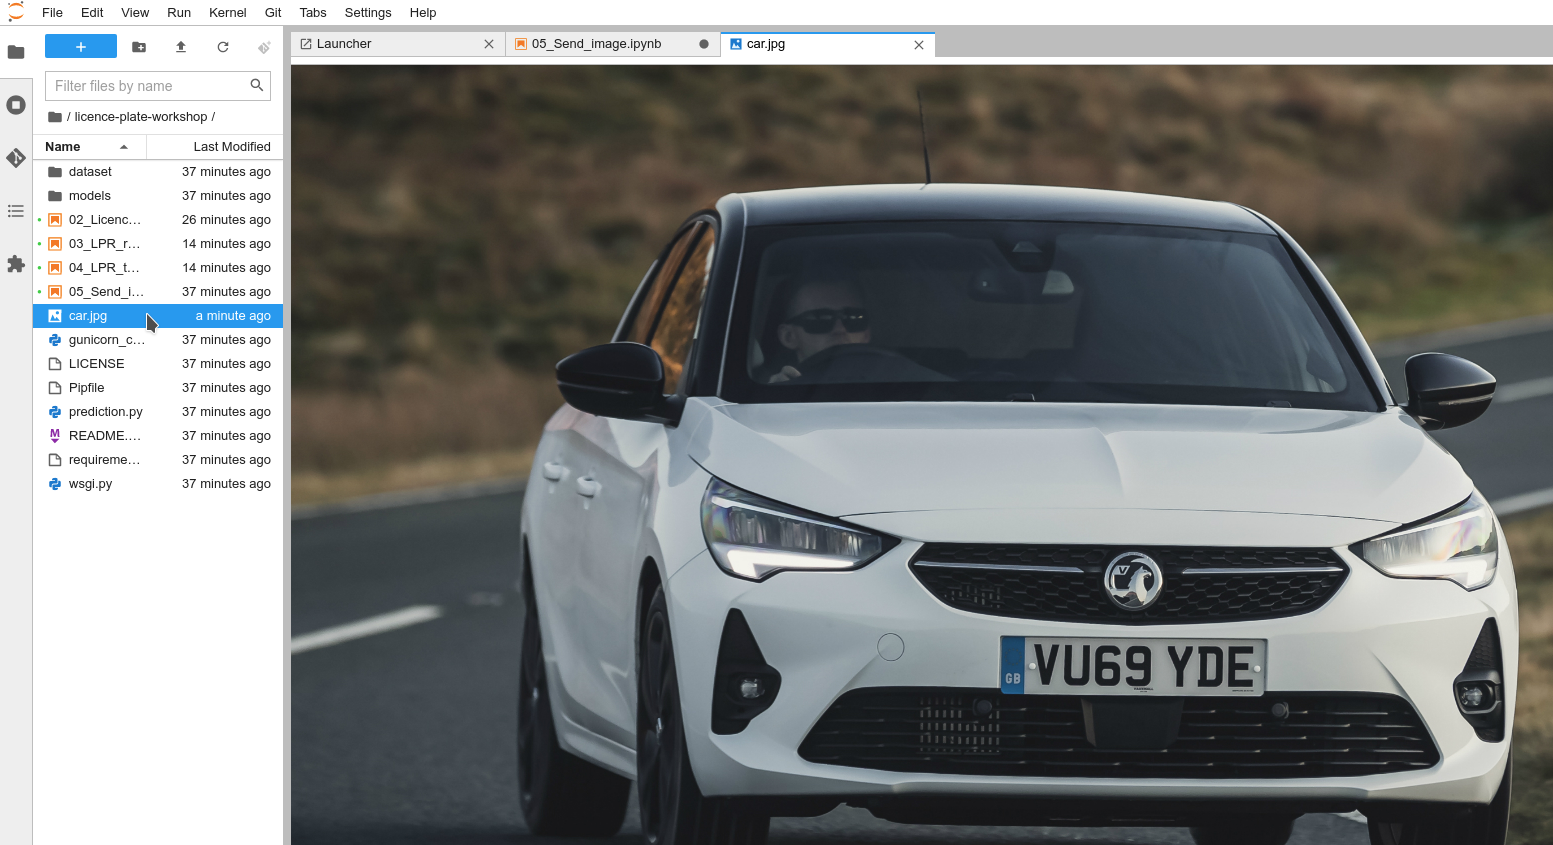 File Edit View Run Kernel Git Tabs Settings Help
Launcher 05_Send_image.ipynb car.jpg
Filter files by name
/ licence-plate-workshop /
Name Last Modified
dataset 37 minutes ago
models 37 minutes ago
02_Licenc… 26 minutes ago
03_LPR_r… 14 minutes ago
04_LPR_t… 14 minutes ago
05_Send_i… 37 minutes ago
car.jpg a minute ago
gunicorn_c… 37 minutes ago
LICENSE 37 minutes ago
Pipfile 37 minutes ago
prediction.py 37 minutes ago
README.… 37 minutes ago
requireme… 37 minutes ago
wsgi.py 37 minutes ago
V
GB VU69 YDE